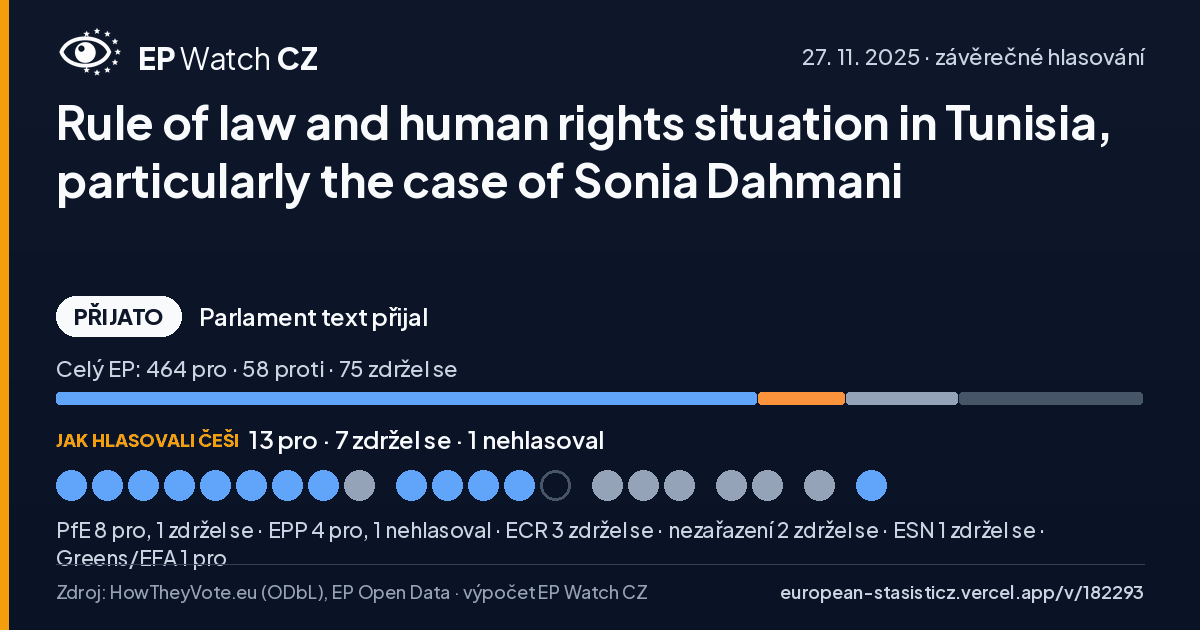 EP Watch CZ
27. 11. 2025 · závěrečné hlasování
Rule of law and human rights situation in Tunisia,
particularly the case of Sonia Dahmani
PŘIJATO Parlament text přijal
Celý EP: 464 pro · 58 proti · 75 zdržel se
JAK HLASOVALI ČEŠI 13 pro · 7 zdržel se · 1 nehlasoval
PfE 8 pro, 1 zdržel se · EPP 4 pro, 1 nehlasoval · ECR 3 zdržel se · nezařazení 2 zdržel se · ESN 1 zdržel se ·
Greens/EFA 1 pro
Zdroj: HowTheyVote.eu (ODbL), EP Open Data · výpočet EP Watch CZ
european-stasisticz.vercel.app/v/182293